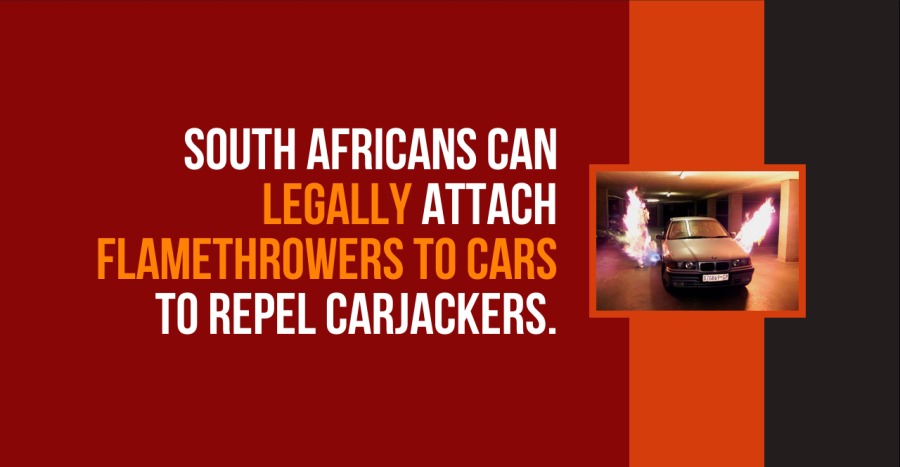 SOUTH AFRICANS CAN
LEGALLY ATTACH
FLAMETHROWERS TO CARS
TO REPEL CARJACKERS.